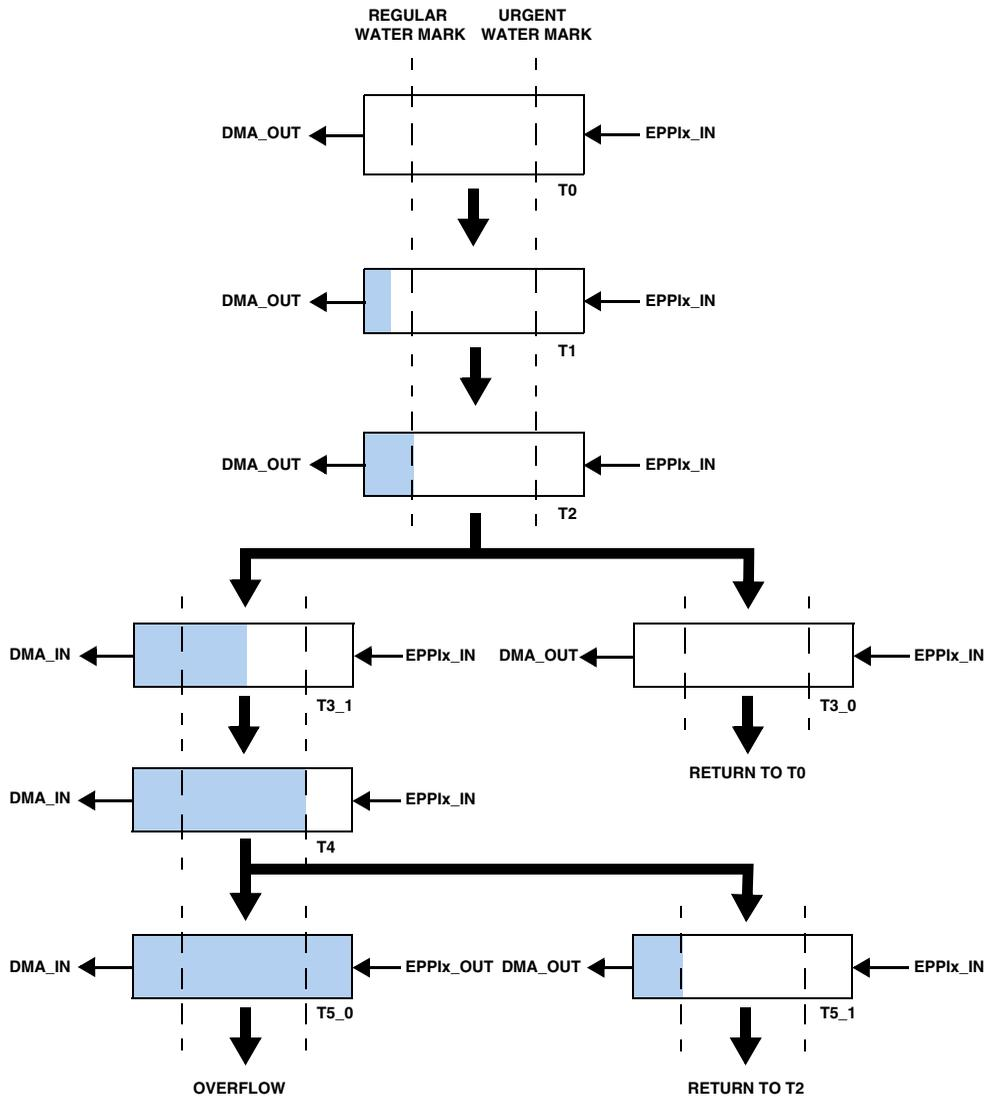 REGULAR
WATER MARK
URGENT
WATER MARK
DMA_OUT
EPPIx_IN
T0
DMA_OUT
EPPIx_IN
T1
DMA_OUT
EPPIx_IN
T2
DMA_IN
EPPIx_IN
T3_1
DMA_OUT
EPPIx_IN
T3_0
RETURN TO T0
DMA_IN
EPPIx_IN
T4
DMA_IN
EPPIx_OUT
T5_0
DMA_OUT
EPPIx_IN
T5_1
OVERFLOW
RETURN TO T2